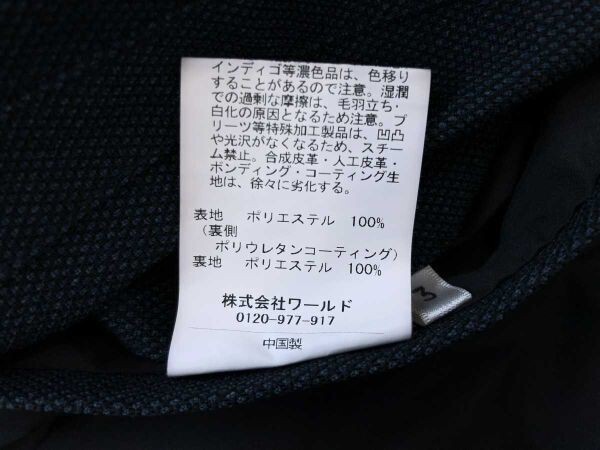 インディゴ等濃色品は、色移り
することがあるので注意。湿潤
での過剰な摩擦は、毛羽立ち・
白化の原因となるため注意。プ
リーツ等特殊加工製品は、凹凸
や光沢がなくなるため、スチー
ム禁止。合成皮革・人工皮革・
ボンディング・コーティング生
地は、徐々に劣化する。
表地 ポリエステル 100%
(裏側
ポリウレタンコーティング)
裏地 ポリエステル 100%
株式会社ワールド
0120-977-917
中国製
3